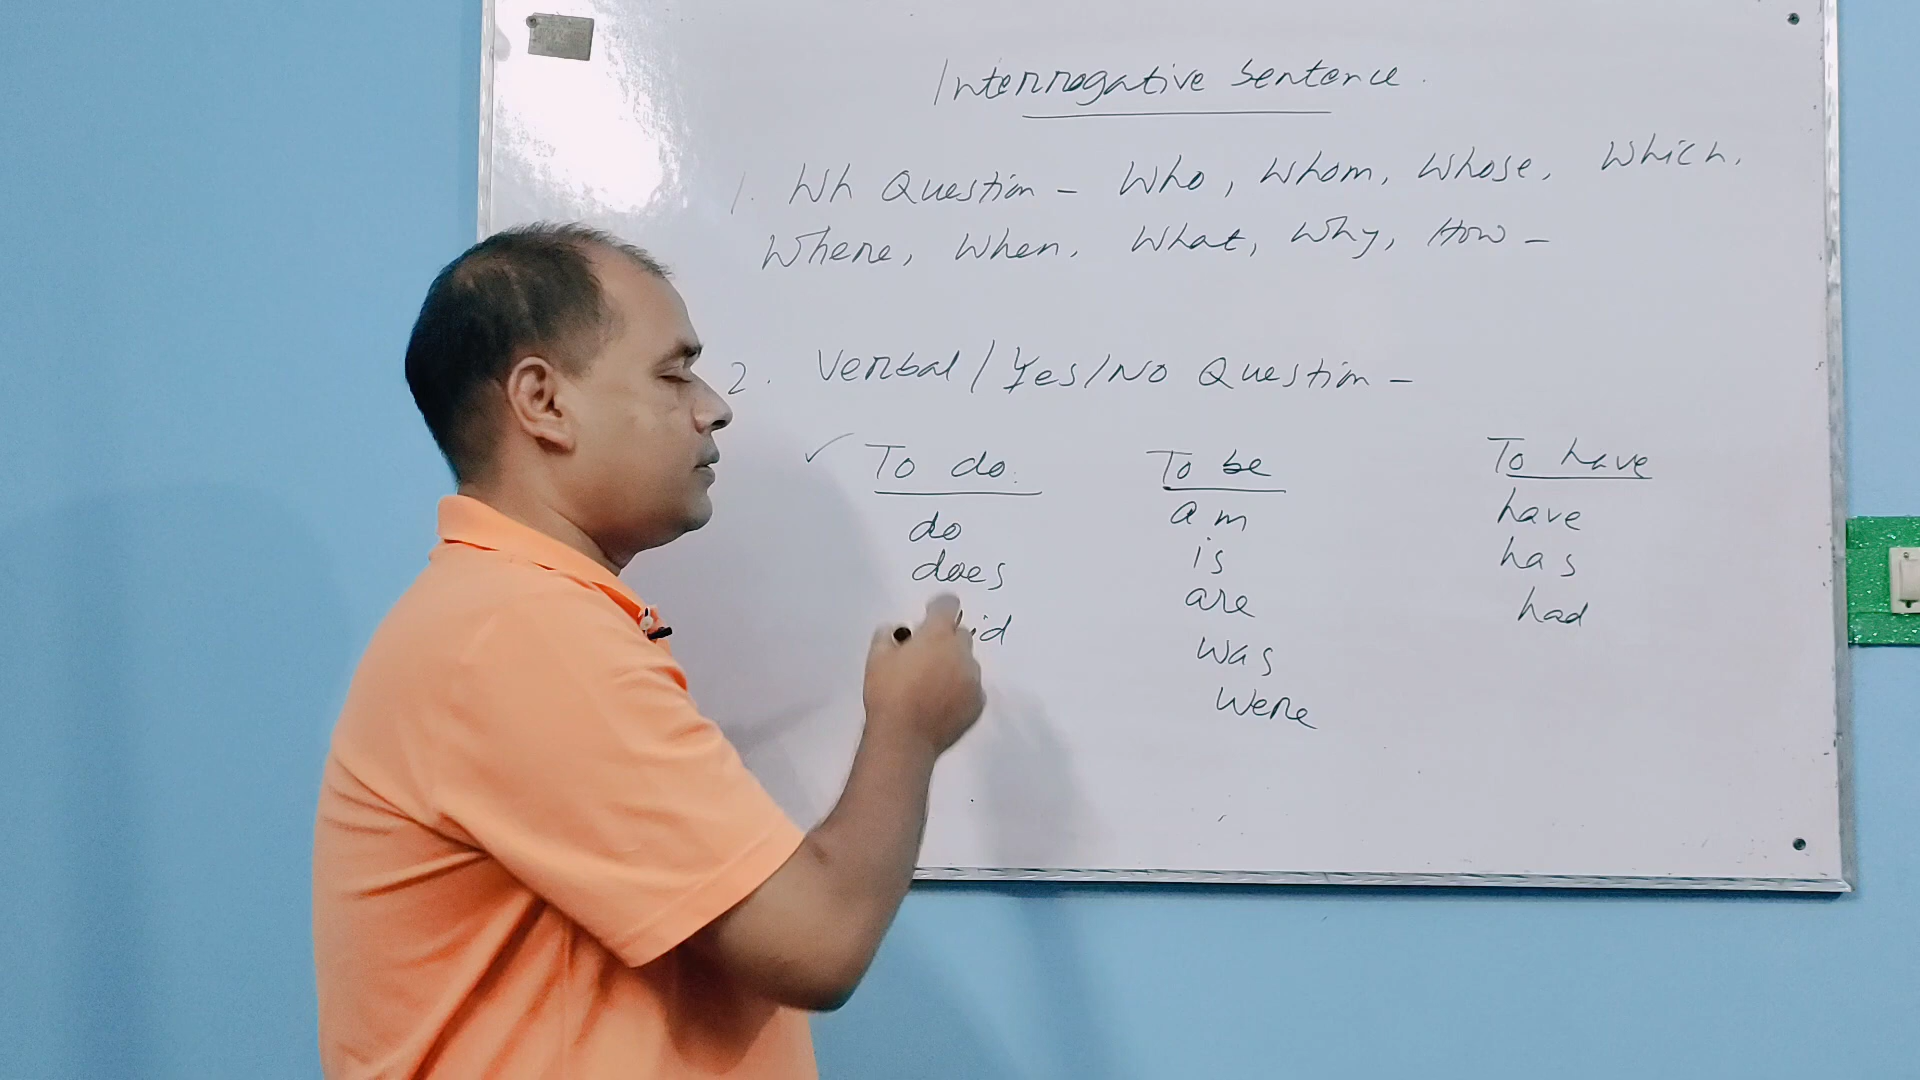 Interrogative Sentence.
1. Wh Question - Who, Whom, Whose, Which,
Where, When, What, Why, How -
2. Verbal/Yes/No Question -
✓ To do. To be To have
do am have
does is has
did are had
was
were